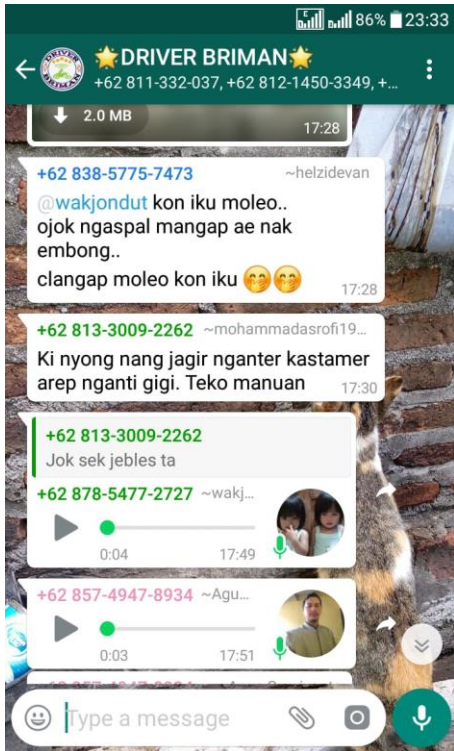 86% 23:33
DRIVER BRIMAN
+62 811-332-037, +62 812-1450-3349, +...
2.0 MB
17:28
+62 838-5775-7473 ~helzidevan
@wakjondut kon iku moleo..
ojok ngaspal mangap ae nak
embong..
clangap moleo kon iku 🤭🤭
17:28
+62 813-3009-2262 ~mohammadasrofi19...
Ki nyong nang jagir nganter kastamer
arep nganti gigi. Teko manuan
17:30
+62 813-3009-2262
Jok sek jebles ta
+62 878-5477-2727 ~wakj...
0:04 17:49
+62 857-4947-8934 ~Agu...
0:03 17:51
Type a message